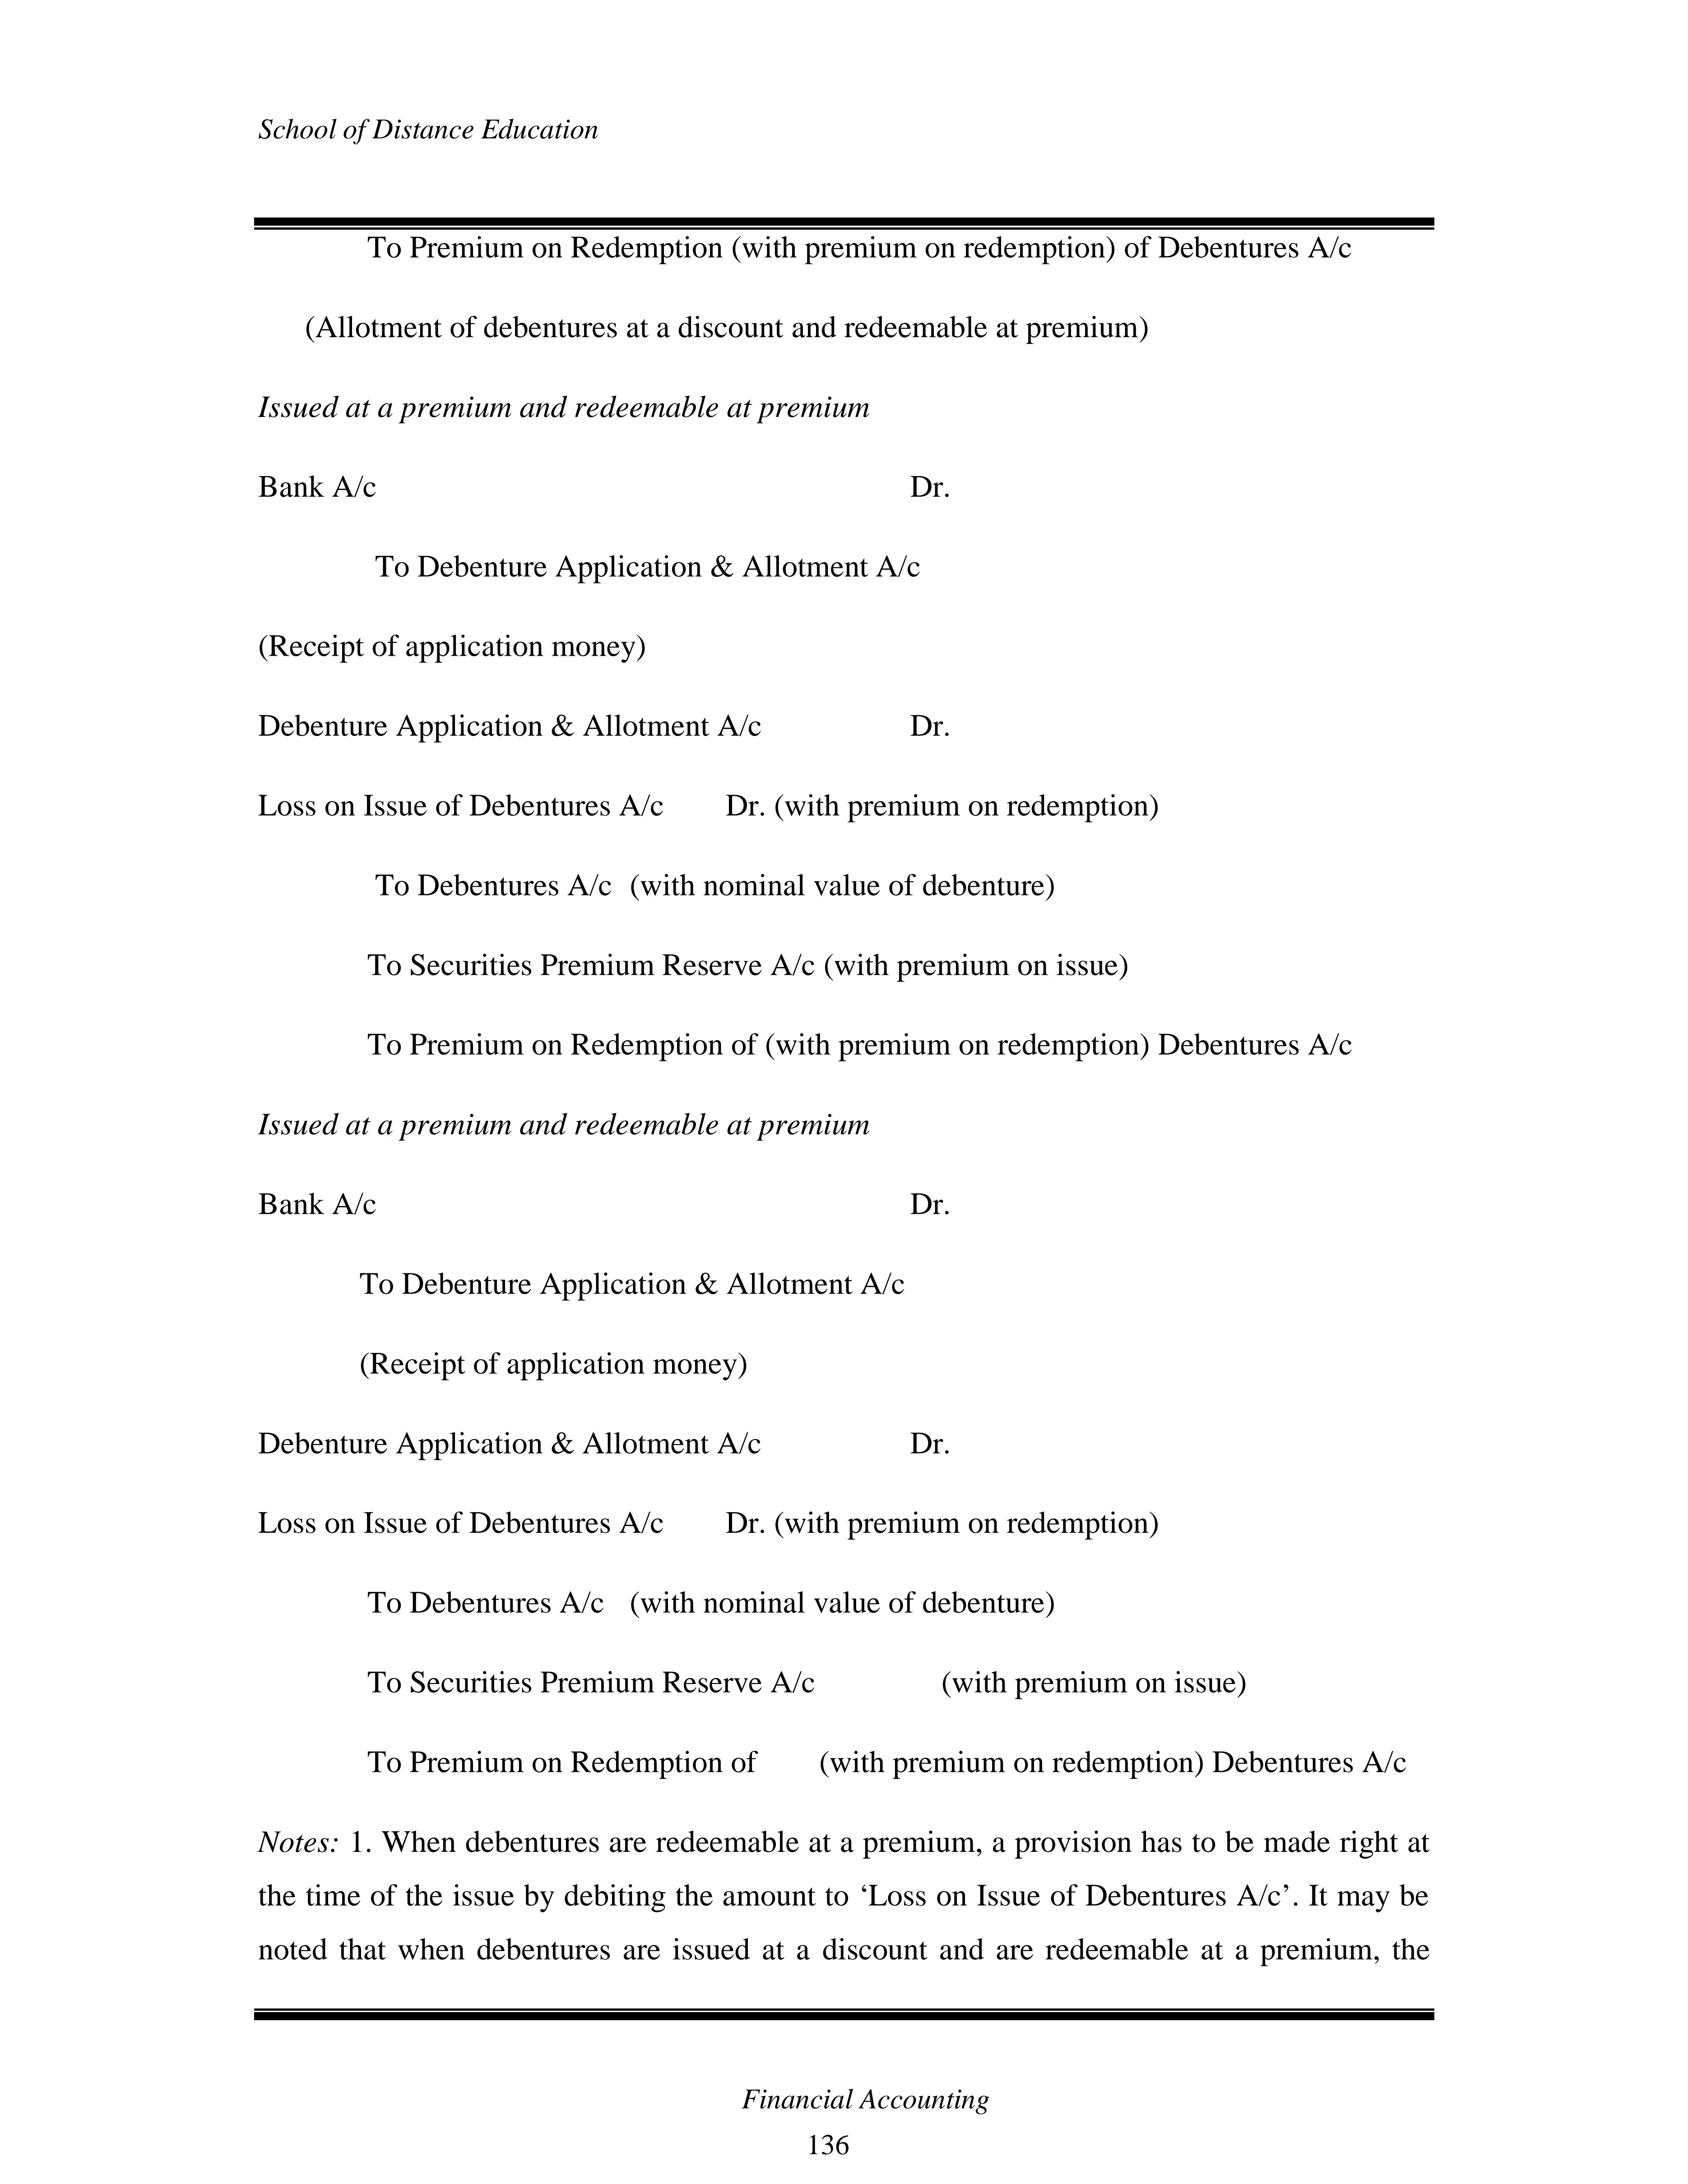 School of Distance Education
To Premium on Redemption (with premium on redemption) of Debentures A/c
(Allotment of debentures at a discount and redeemable at premium)
Issued at a premium and redeemable at premium
Bank A/c Dr.
To Debenture Application & Allotment A/c
(Receipt of application money)
Debenture Application & Allotment A/c Dr.
Loss on Issue of Debentures A/c Dr. (with premium on redemption)
To Debentures A/c (with nominal value of debenture)
To Securities Premium Reserve A/c (with premium on issue)
To Premium on Redemption of (with premium on redemption) Debentures A/c
Issued at a premium and redeemable at premium
Bank A/c Dr.
To Debenture Application & Allotment A/c
(Receipt of application money)
Debenture Application & Allotment A/c Dr.
Loss on Issue of Debentures A/c Dr. (with premium on redemption)
To Debentures A/c (with nominal value of debenture)
To Securities Premium Reserve A/c (with premium on issue)
To Premium on Redemption of (with premium on redemption) Debentures A/c
Notes: 1. When debentures are redeemable at a premium, a provision has to be made right at
the time of the issue by debiting the amount to ‘Loss on Issue of Debentures A/c’. It may be
noted that when debentures are issued at a discount and are redeemable at a premium, the
Financial Accounting
136